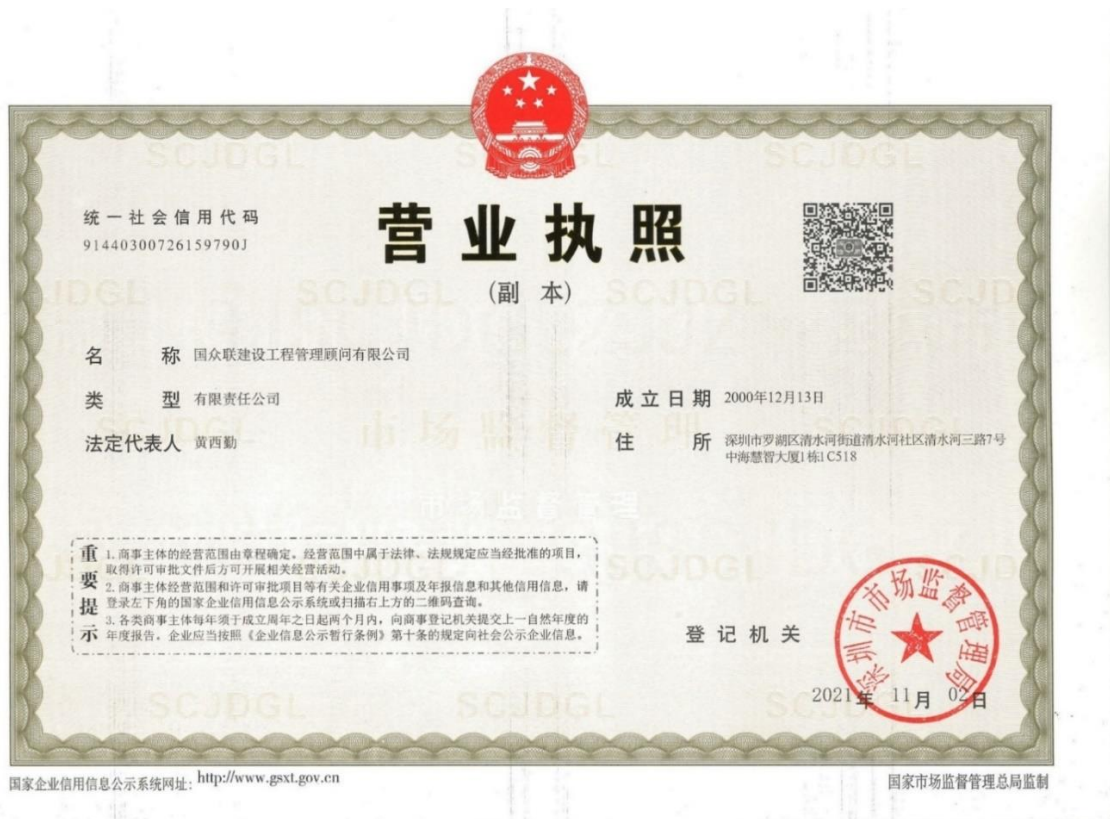 统一社会信用代码
91440300726159790J
营业执照
(副 本)
名 称 国众联建设工程管理顾问有限公司
类 型 有限责任公司
法定代表人 黄西勤
成立日期 2000年12月13日
住 所 深圳市罗湖区清水河街道清水河社区清水河三路7号
中海慧智大厦1栋1C518
重要提示
1.商事主体的经营范围由章程确定。经营范围中属于法律、法规规定应当经批准的项目,
取得许可审批文件后方可开展相关经营活动。
2.商事主体经营范围和许可审批项目等有关企业信用事项及年报信息和其他信用信息,请
登录左下角的国家企业信用信息公示系统或扫描右上方的二维码查询。
3.各类商事主体每年须于成立周年之日起两个月内,向商事登记机关提交上一自然年度的
年度报告。企业应当按照《企业信息公示暂行条例》第十条的规定向社会公示企业信息。
登记机关
深圳市市场监督管理局
2021年 11月 02日
国家企业信用信息公示系统网址: http://www.gsxt.gov.cn
国家市场监督管理总局监制
SCJDGL
市场监督管理